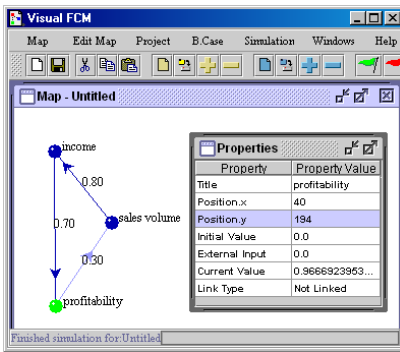 Visual FCM
Map Edit Map Project B.Case Simulation Windows Help
Map - Untitled
income
0.80
0.70
sales volume
0.30
profitability
Properties
Property Property Value
Title profitability
Position.x 40
Position.y 194
Initial Value 0.0
External Input 0.0
Current Value 0.9666923953...
Link Type Not Linked
Finished simulation for:Untitled